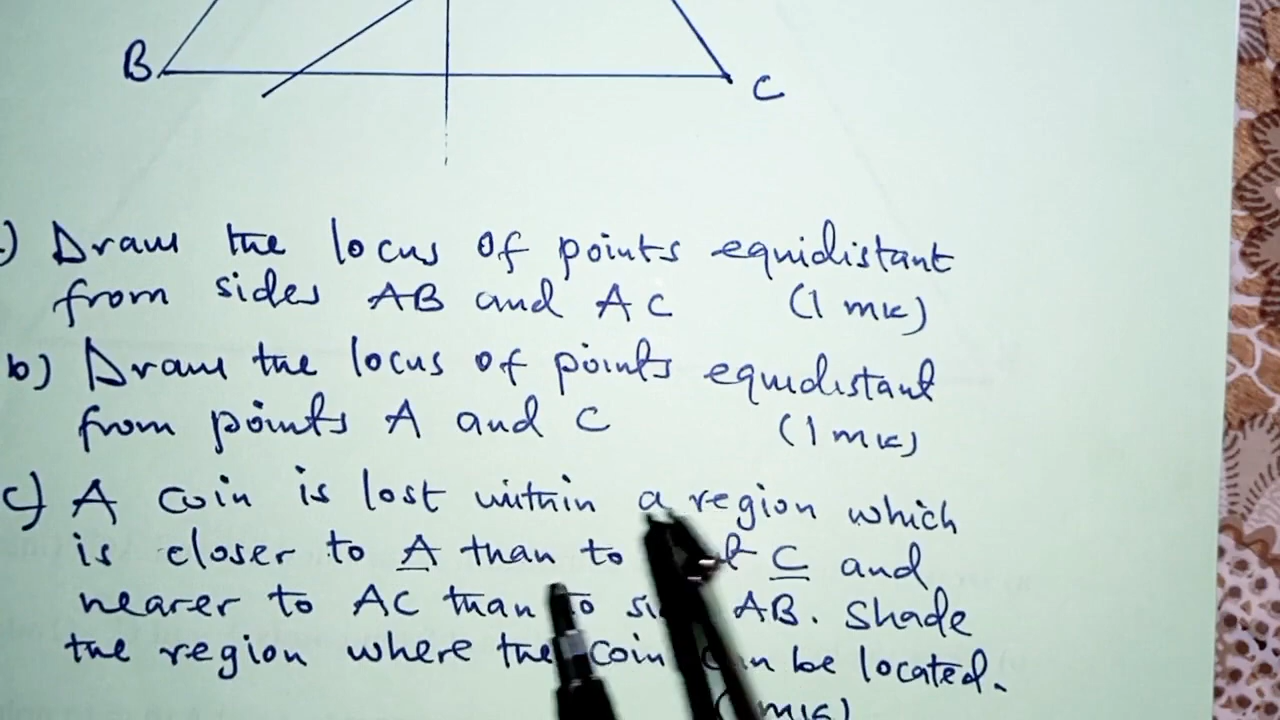 B
C
) Draw the locus of points equidistant
from sides AB and AC (1 mk)
b) Draw the locus of points equidistant
from points A and C (1 mk)
c) A coin is lost within a region which
is closer to A than to C and
nearer to AC than to AB. Shade
the region where the coin can be located.
mk)